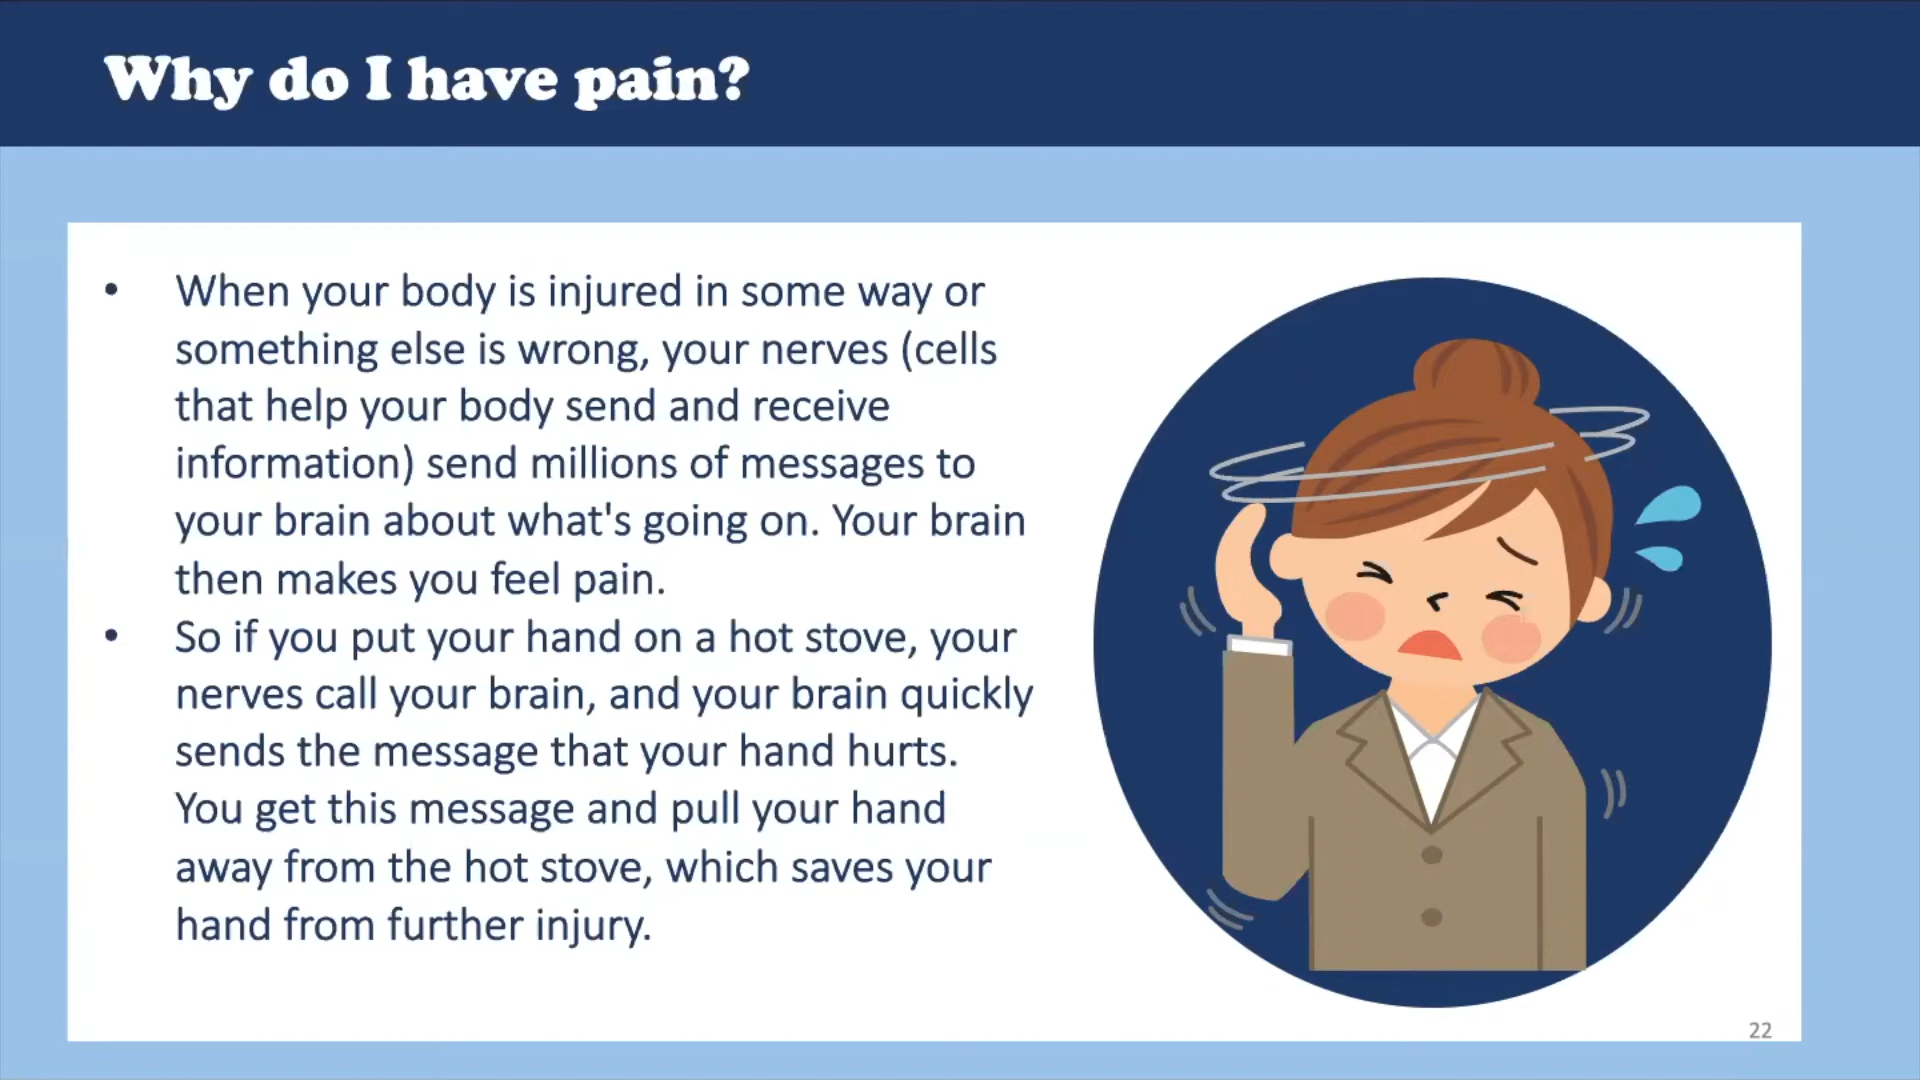 Why do I have pain?
• When your body is injured in some way or
something else is wrong, your nerves (cells
that help your body send and receive
information) send millions of messages to
your brain about what's going on. Your brain
then makes you feel pain.
• So if you put your hand on a hot stove, your
nerves call your brain, and your brain quickly
sends the message that your hand hurts.
You get this message and pull your hand
away from the hot stove, which saves your
hand from further injury.
22